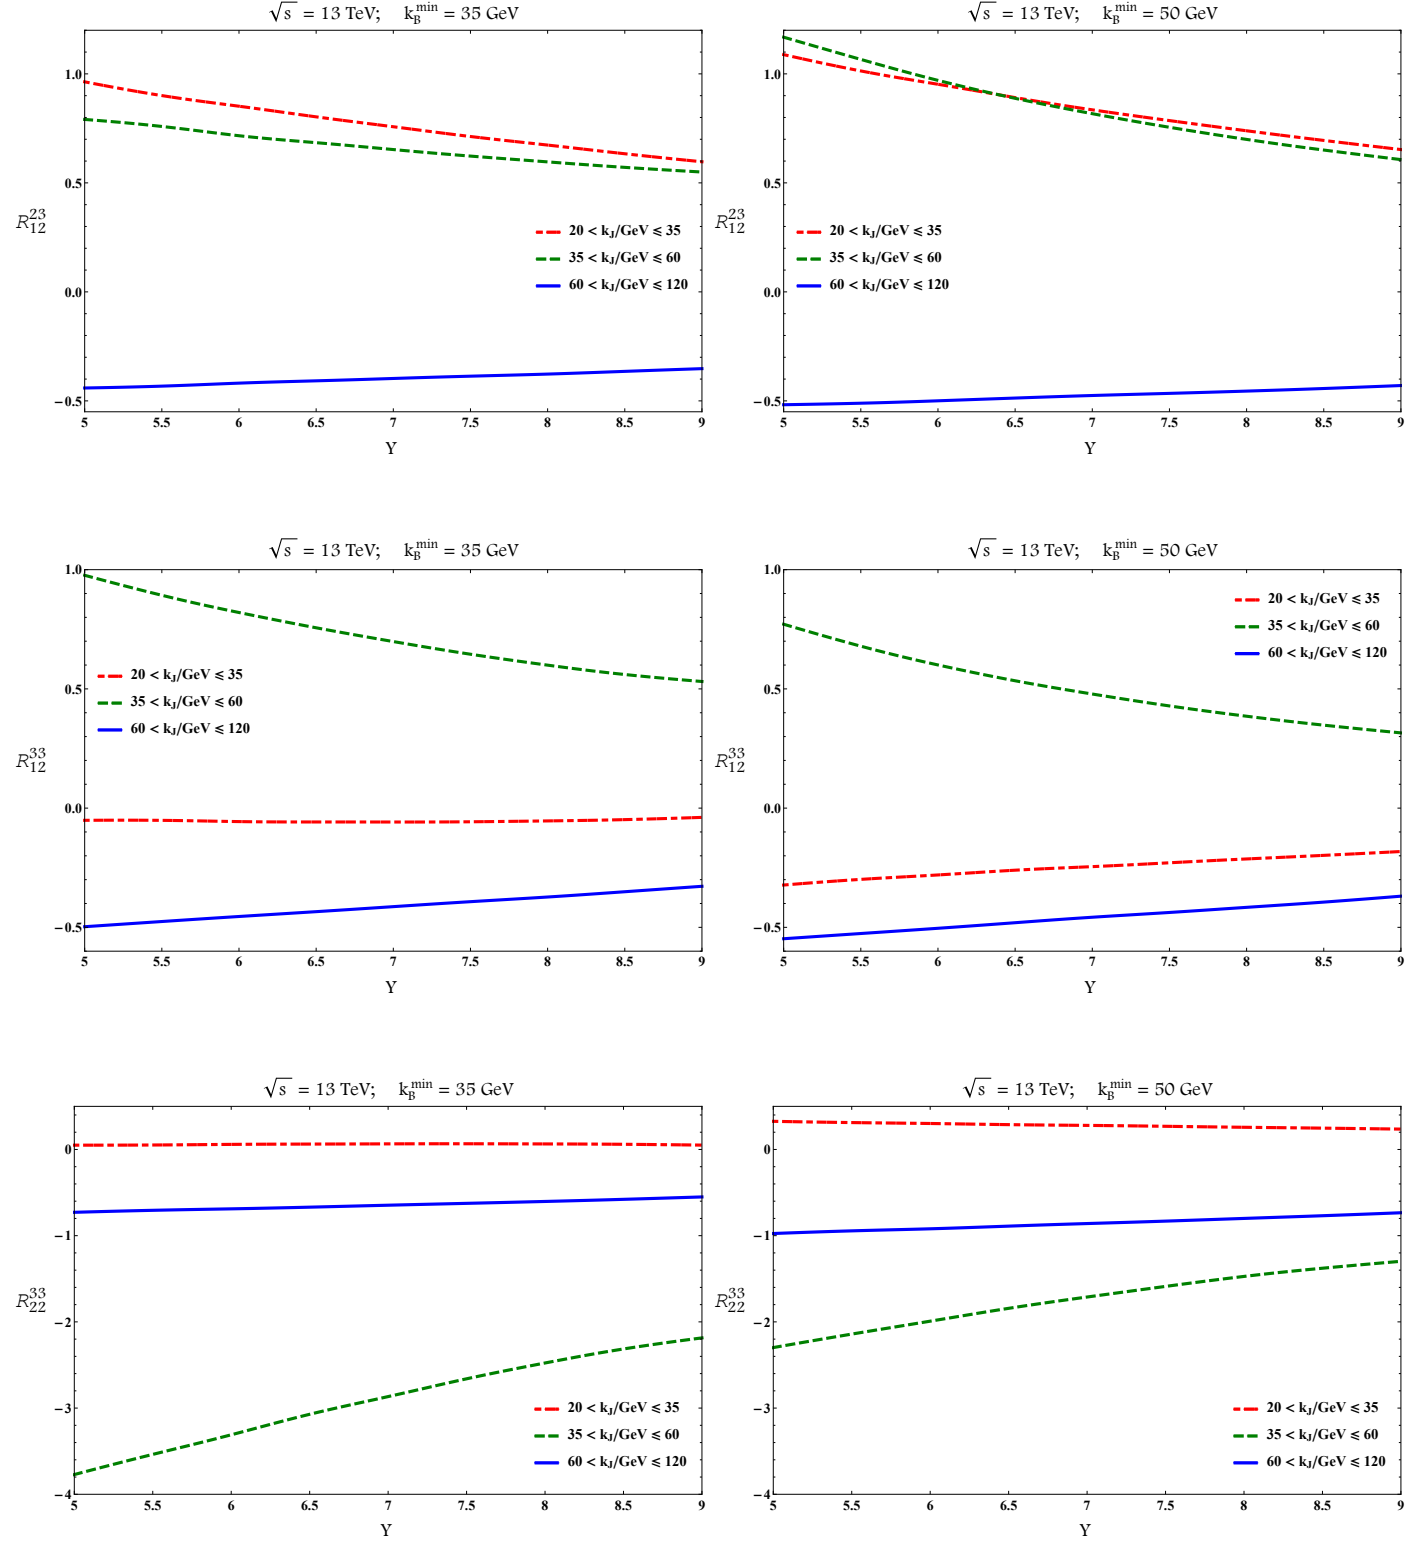 √s = 13 TeV; k_B^min = 35 GeV
1.0
0.5
0.0
−0.5
R_12^23
20 < k_J/GeV ⩽ 35
35 < k_J/GeV ⩽ 60
60 < k_J/GeV ⩽ 120
5 5.5 6 6.5 7 7.5 8 8.5 9
Y
√s = 13 TeV; k_B^min = 50 GeV
1.0
0.5
0.0
−0.5
R_12^23
20 < k_J/GeV ⩽ 35
35 < k_J/GeV ⩽ 60
60 < k_J/GeV ⩽ 120
5 5.5 6 6.5 7 7.5 8 8.5 9
Y
√s = 13 TeV; k_B^min = 35 GeV
1.0
0.5
0.0
−0.5
R_12^33
20 < k_J/GeV ⩽ 35
35 < k_J/GeV ⩽ 60
60 < k_J/GeV ⩽ 120
5 5.5 6 6.5 7 7.5 8 8.5 9
Y
√s = 13 TeV; k_B^min = 50 GeV
1.0
0.5
0.0
−0.5
R_12^33
20 < k_J/GeV ⩽ 35
35 < k_J/GeV ⩽ 60
60 < k_J/GeV ⩽ 120
5 5.5 6 6.5 7 7.5 8 8.5 9
Y
√s = 13 TeV; k_B^min = 35 GeV
0
−1
−2
−3
−4
R_22^33
20 < k_J/GeV ⩽ 35
35 < k_J/GeV ⩽ 60
60 < k_J/GeV ⩽ 120
5 5.5 6 6.5 7 7.5 8 8.5 9
Y
√s = 13 TeV; k_B^min = 50 GeV
0
−1
−2
−3
−4
R_22^33
20 < k_J/GeV ⩽ 35
35 < k_J/GeV ⩽ 60
60 < k_J/GeV ⩽ 120
5 5.5 6 6.5 7 7.5 8 8.5 9
Y